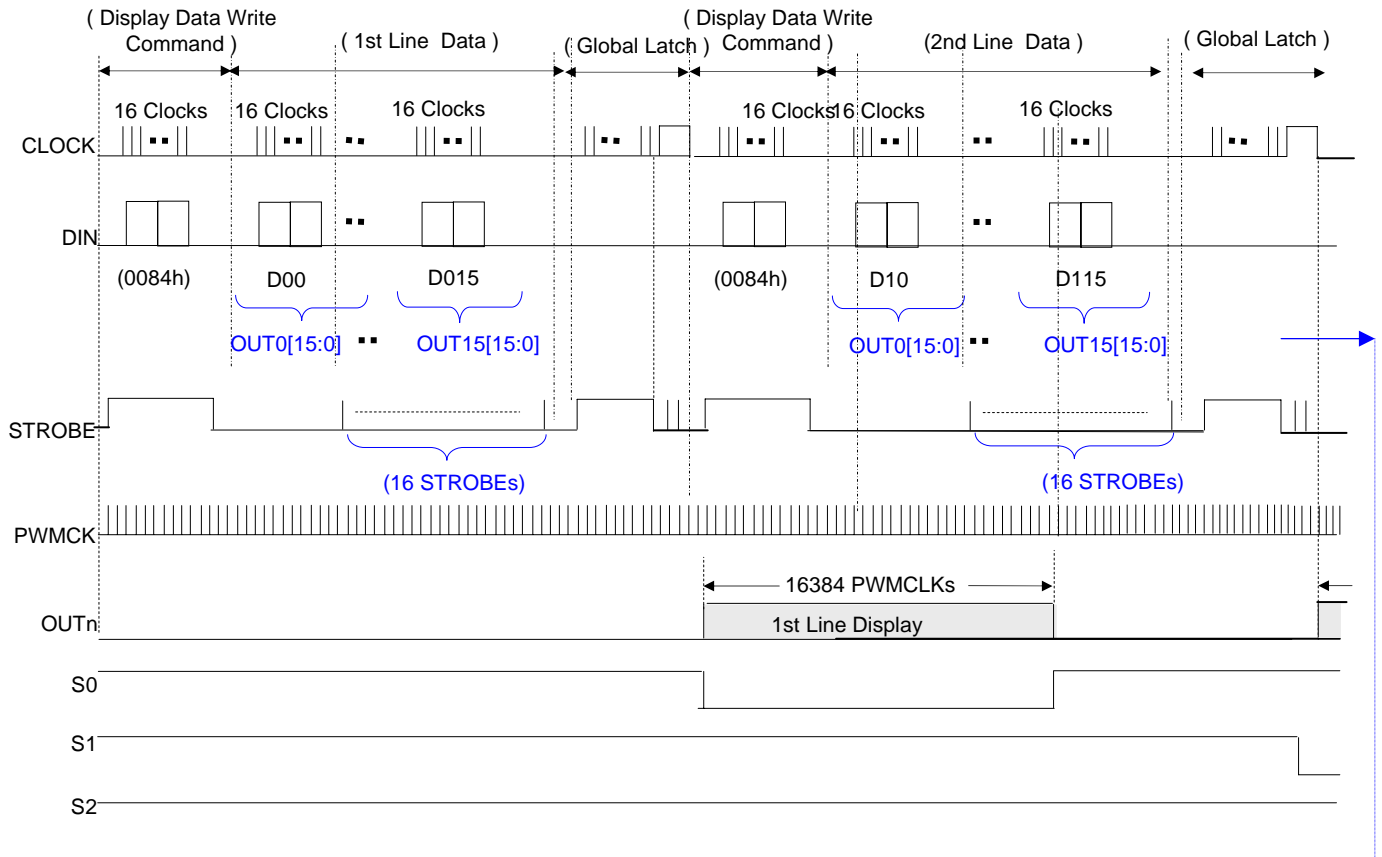 ( Display Data Write
Command )
( 1st Line Data )
( Global Latch )
( Display Data Write
Command )
(2nd Line Data )
( Global Latch )
16 Clocks
16 Clocks
16 Clocks
16 Clocks
16 Clocks
16 Clocks
CLOCK
DIN
(0084h)
D00
D015
(0084h)
D10
D115
OUT0[15:0]
OUT15[15:0]
OUT0[15:0]
OUT15[15:0]
STROBE
(16 STROBEs)
(16 STROBEs)
PWMCK
16384 PWMCLKs
OUTn
1st Line Display
S0
S1
S2